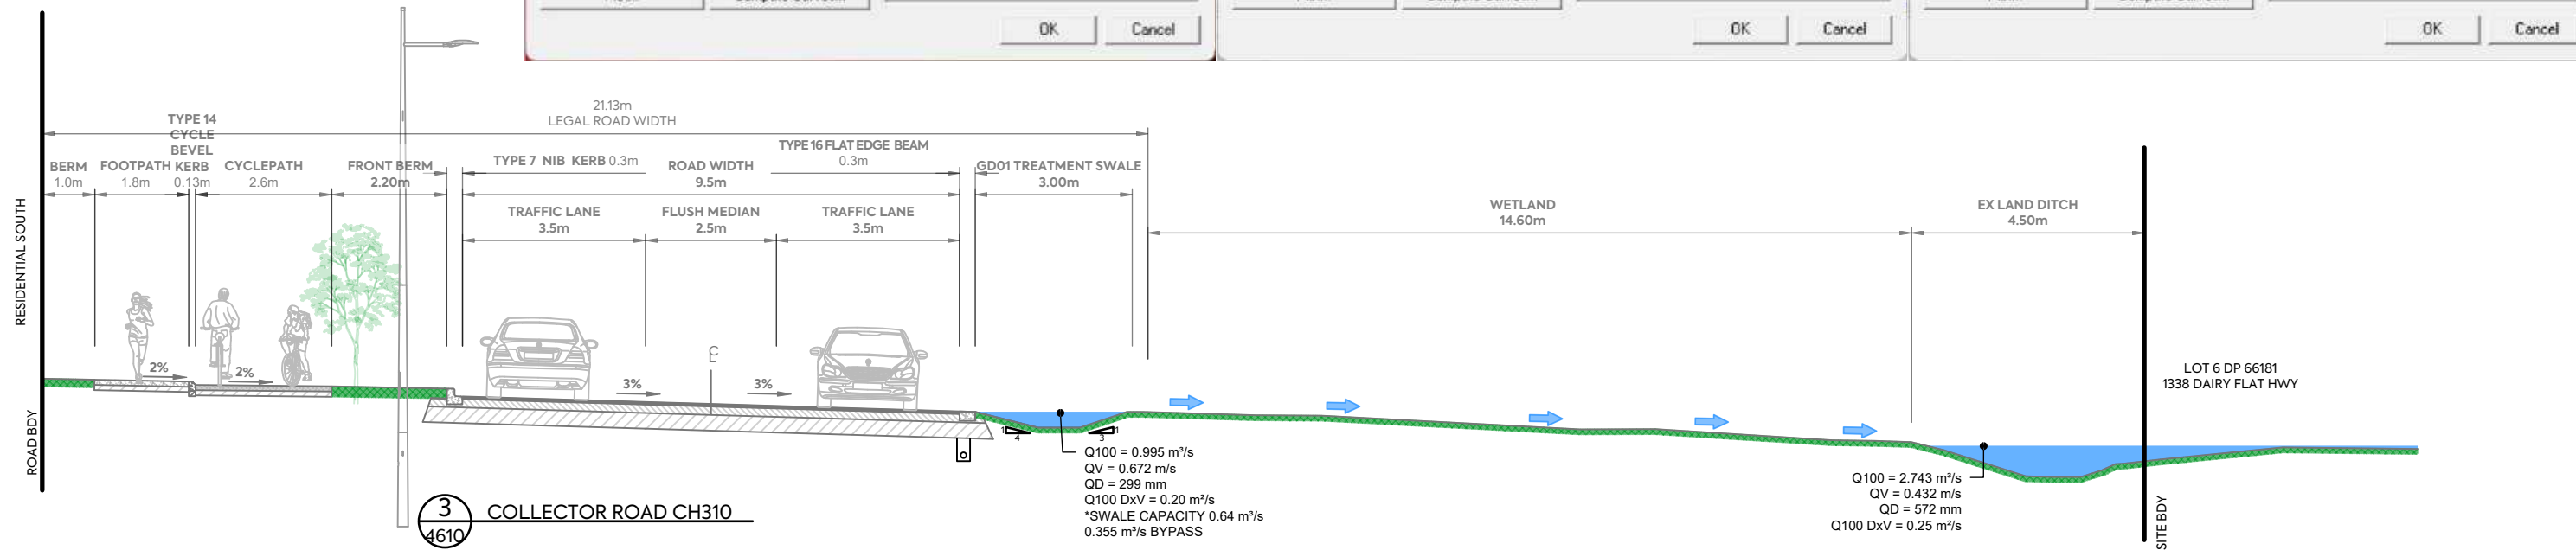 OK
Cancel
OK
Cancel
OK
Cancel
21.13m
LEGAL ROAD WIDTH
TYPE 14
CYCLE
BEVEL
KERB
0.13m
BERM
1.0m
FOOTPATH
1.8m
CYCLEPATH
2.6m
FRONT BERM
2.20m
TYPE 7 NIB KERB 0.3m
ROAD WIDTH
9.5m
TYPE 16 FLAT EDGE BEAM
0.3m
GD01 TREATMENT SWALE
3.00m
TRAFFIC LANE
3.5m
FLUSH MEDIAN
2.5m
TRAFFIC LANE
3.5m
WETLAND
14.60m
EX LAND DITCH
4.50m
RESIDENTIAL SOUTH
ROAD BDY
2%
2%
3%
3%
LOT 6 DP 66181
1338 DAIRY FLAT HWY
1
4
3
1
Q100 = 0.995 m³/s
QV = 0.672 m/s
QD = 299 mm
Q100 DxV = 0.20 m²/s
*SWALE CAPACITY 0.64 m³/s
0.355 m³/s BYPASS
Q100 = 2.743 m³/s
QV = 0.432 m/s
QD = 572 mm
Q100 DxV = 0.25 m²/s
SITE BDY
3
4610
COLLECTOR ROAD CH310